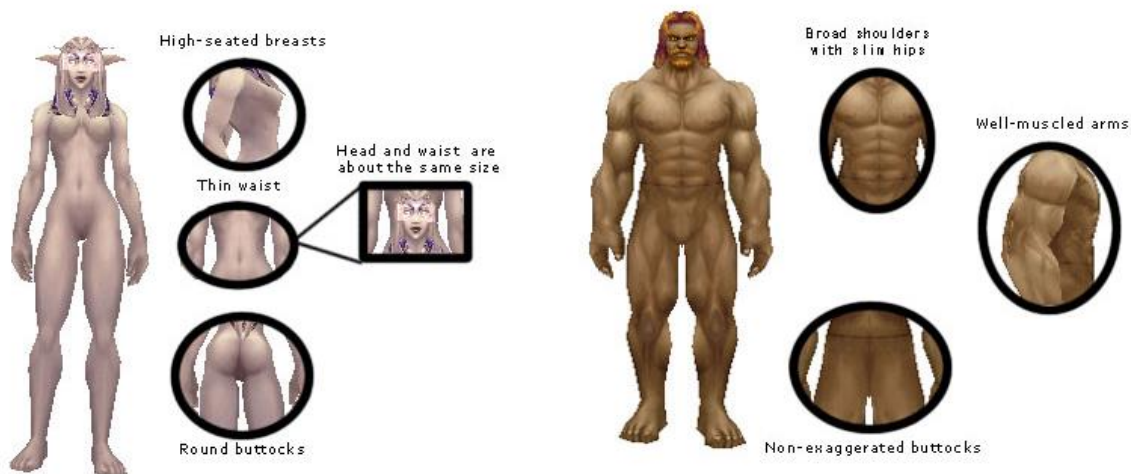 High-seated breasts
Head and waist are
about the same size
Thin waist
Round buttocks
Broad shoulders
with slim hips
Well-muscled arms
Non-exaggerated buttocks